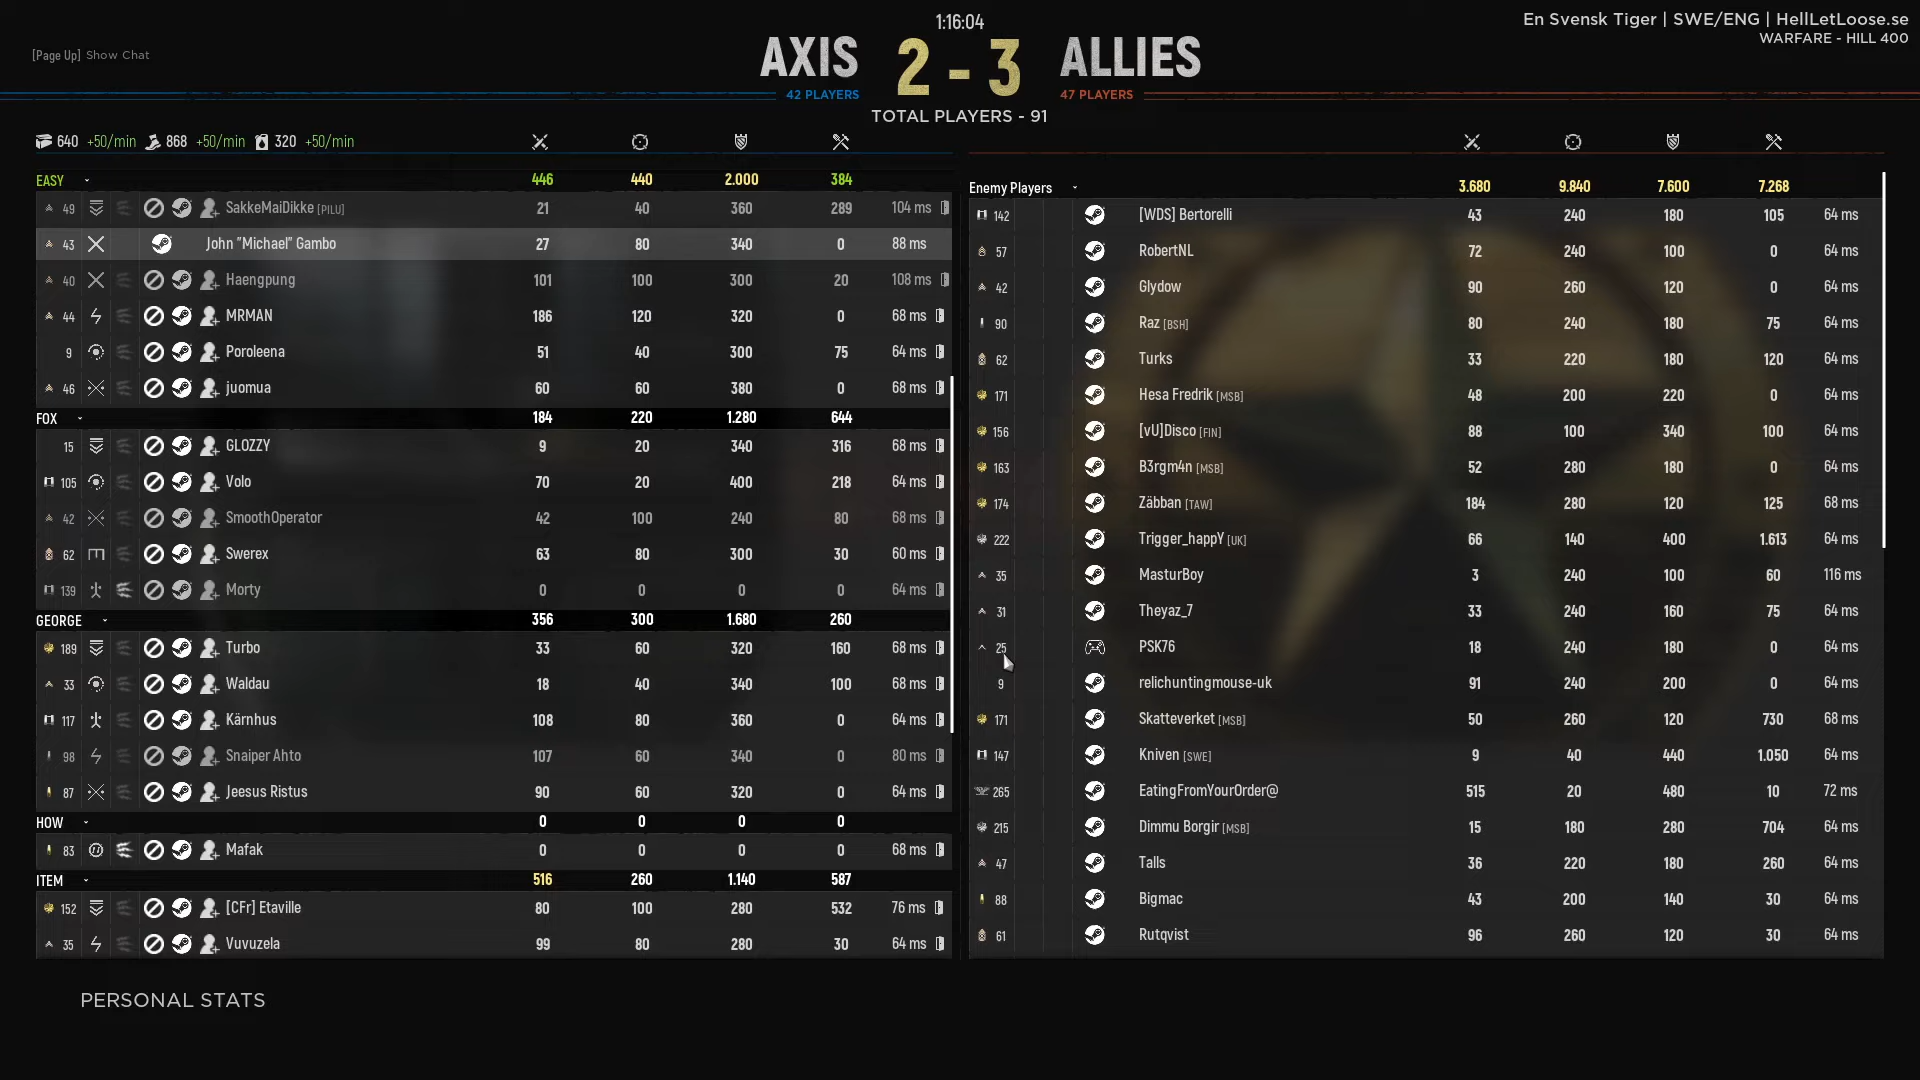 1:16:04
En Svensk Tiger | SWE/ENG | HellLetLoose.se
WARFARE - HILL 400
[Page Up] Show Chat
AXIS 2 - 3 ALLIES
42 PLAYERS 47 PLAYERS
TOTAL PLAYERS - 91
640 +50/min 868 +50/min 320 +50/min
EASY 446 440 2.000 384
49 SakkeMaiDikke [PILU] 21 40 360 289 104 ms
43 John "Michael" Gambo 27 80 340 0 88 ms
40 Haengpung 101 100 300 20 108 ms
44 MRMAN 186 120 320 0 68 ms
9 Poroleena 51 40 300 75 64 ms
46 juomua 60 60 380 0 68 ms
FOX 184 220 1.280 644
15 GLOZZY 9 20 340 316 68 ms
105 Volo 70 20 400 218 64 ms
42 SmoothOperator 42 100 240 80 68 ms
62 Swerex 63 80 300 30 60 ms
139 Morty 0 0 0 0 64 ms
GEORGE 356 300 1.680 260
189 Turbo 33 60 320 160 68 ms
33 Waldau 18 40 340 100 68 ms
117 Kärnhus 108 80 360 0 64 ms
98 Snaiper Ahto 107 60 340 0 80 ms
87 Jeesus Ristus 90 60 320 0 64 ms
HOW 0 0 0 0
83 Mafak 0 0 0 0 68 ms
ITEM 516 260 1.140 587
152 [CFr] Etaville 80 100 280 532 76 ms
35 Vuvuzela 99 80 280 30 64 ms
Enemy Players 3.680 9.840 7.600 7.268
142 [WDS] Bertorelli 43 240 180 105 64 ms
57 RobertNL 72 240 100 0 64 ms
42 Glydow 90 260 120 0 64 ms
90 Raz [BSH] 80 240 180 75 64 ms
62 Turks 33 220 180 120 64 ms
171 Hesa Fredrik [MSB] 48 200 220 0 64 ms
156 [vU]Disco [FIN] 88 100 340 100 64 ms
163 B3rgm4n [MSB] 52 280 180 0 64 ms
174 Zäbban [TAW] 184 280 120 125 68 ms
222 Trigger_happY [UK] 66 140 400 1.613 64 ms
35 MasturBoy 3 240 100 60 116 ms
31 Theyaz_7 33 240 160 75 64 ms
25 PSK76 18 240 180 0 64 ms
9 relichuntingmouse-uk 91 240 200 0 64 ms
171 Skatteverket [MSB] 50 260 120 730 68 ms
147 Kniven [SWE] 9 40 440 1.050 64 ms
265 EatingFromYourOrder@ 515 20 480 10 72 ms
215 Dimmu Borgir [MSB] 15 180 280 704 64 ms
47 Talls 36 220 180 260 64 ms
88 Bigmac 43 200 140 30 64 ms
61 Rutqvist 96 260 120 30 64 ms
PERSONAL STATS